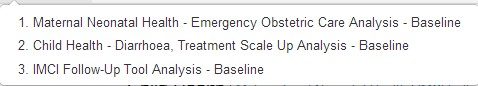 1. Maternal Neonatal Health - Emergency Obstetric Care Analysis - Baseline
2. Child Health - Diarrhoea, Treatment Scale Up Analysis - Baseline
3. IMCI Follow-Up Tool Analysis - Baseline